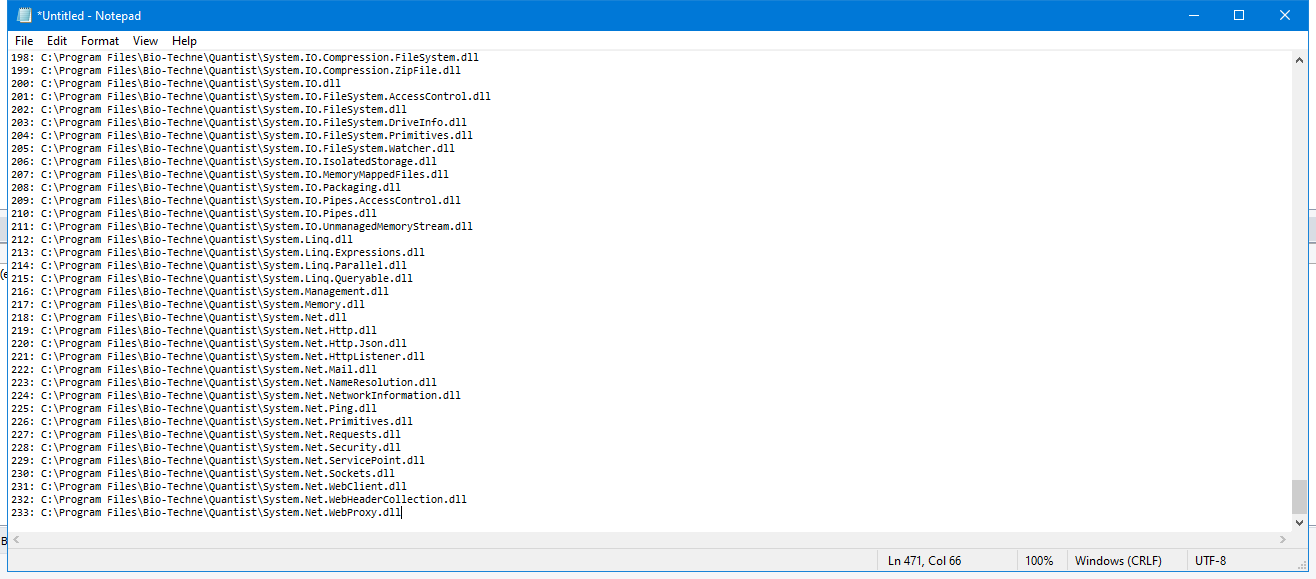 *Untitled - Notepad
File Edit Format View Help
198: C:\Program Files\Bio-Techne\Quantist\System.IO.Compression.FileSystem.dll
199: C:\Program Files\Bio-Techne\Quantist\System.IO.Compression.ZipFile.dll
200: C:\Program Files\Bio-Techne\Quantist\System.IO.dll
201: C:\Program Files\Bio-Techne\Quantist\System.IO.FileSystem.AccessControl.dll
202: C:\Program Files\Bio-Techne\Quantist\System.IO.FileSystem.dll
203: C:\Program Files\Bio-Techne\Quantist\System.IO.FileSystem.DriveInfo.dll
204: C:\Program Files\Bio-Techne\Quantist\System.IO.FileSystem.Primitives.dll
205: C:\Program Files\Bio-Techne\Quantist\System.IO.FileSystem.Watcher.dll
206: C:\Program Files\Bio-Techne\Quantist\System.IO.IsolatedStorage.dll
207: C:\Program Files\Bio-Techne\Quantist\System.IO.MemoryMappedFiles.dll
208: C:\Program Files\Bio-Techne\Quantist\System.IO.Packaging.dll
209: C:\Program Files\Bio-Techne\Quantist\System.IO.Pipes.AccessControl.dll
210: C:\Program Files\Bio-Techne\Quantist\System.IO.Pipes.dll
211: C:\Program Files\Bio-Techne\Quantist\System.IO.UnmanagedMemoryStream.dll
212: C:\Program Files\Bio-Techne\Quantist\System.Linq.dll
213: C:\Program Files\Bio-Techne\Quantist\System.Linq.Expressions.dll
214: C:\Program Files\Bio-Techne\Quantist\System.Linq.Parallel.dll
215: C:\Program Files\Bio-Techne\Quantist\System.Linq.Queryable.dll
216: C:\Program Files\Bio-Techne\Quantist\System.Management.dll
217: C:\Program Files\Bio-Techne\Quantist\System.Memory.dll
218: C:\Program Files\Bio-Techne\Quantist\System.Net.dll
219: C:\Program Files\Bio-Techne\Quantist\System.Net.Http.dll
220: C:\Program Files\Bio-Techne\Quantist\System.Net.Http.Json.dll
221: C:\Program Files\Bio-Techne\Quantist\System.Net.HttpListener.dll
222: C:\Program Files\Bio-Techne\Quantist\System.Net.Mail.dll
223: C:\Program Files\Bio-Techne\Quantist\System.Net.NameResolution.dll
224: C:\Program Files\Bio-Techne\Quantist\System.Net.NetworkInformation.dll
225: C:\Program Files\Bio-Techne\Quantist\System.Net.Ping.dll
226: C:\Program Files\Bio-Techne\Quantist\System.Net.Primitives.dll
227: C:\Program Files\Bio-Techne\Quantist\System.Net.Requests.dll
228: C:\Program Files\Bio-Techne\Quantist\System.Net.Security.dll
229: C:\Program Files\Bio-Techne\Quantist\System.Net.ServicePoint.dll
230: C:\Program Files\Bio-Techne\Quantist\System.Net.Sockets.dll
231: C:\Program Files\Bio-Techne\Quantist\System.Net.WebClient.dll
232: C:\Program Files\Bio-Techne\Quantist\System.Net.WebHeaderCollection.dll
233: C:\Program Files\Bio-Techne\Quantist\System.Net.WebProxy.dll
Ln 471, Col 66 100% Windows (CRLF) UTF-8